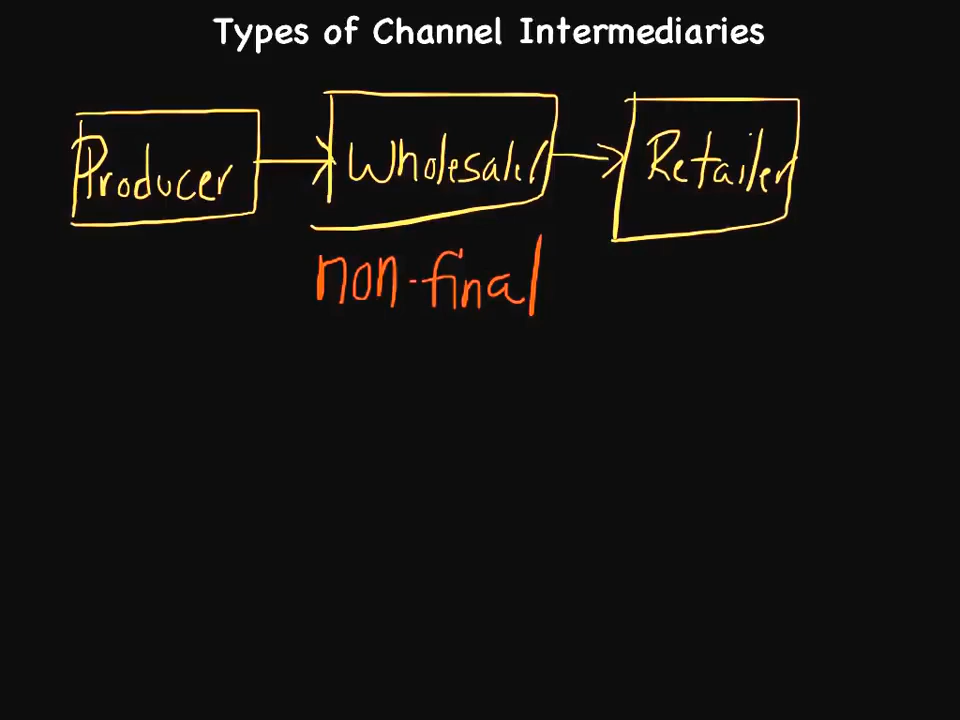 Types of Channel Intermediaries
Producer
Wholesaler
Retailer
non-final